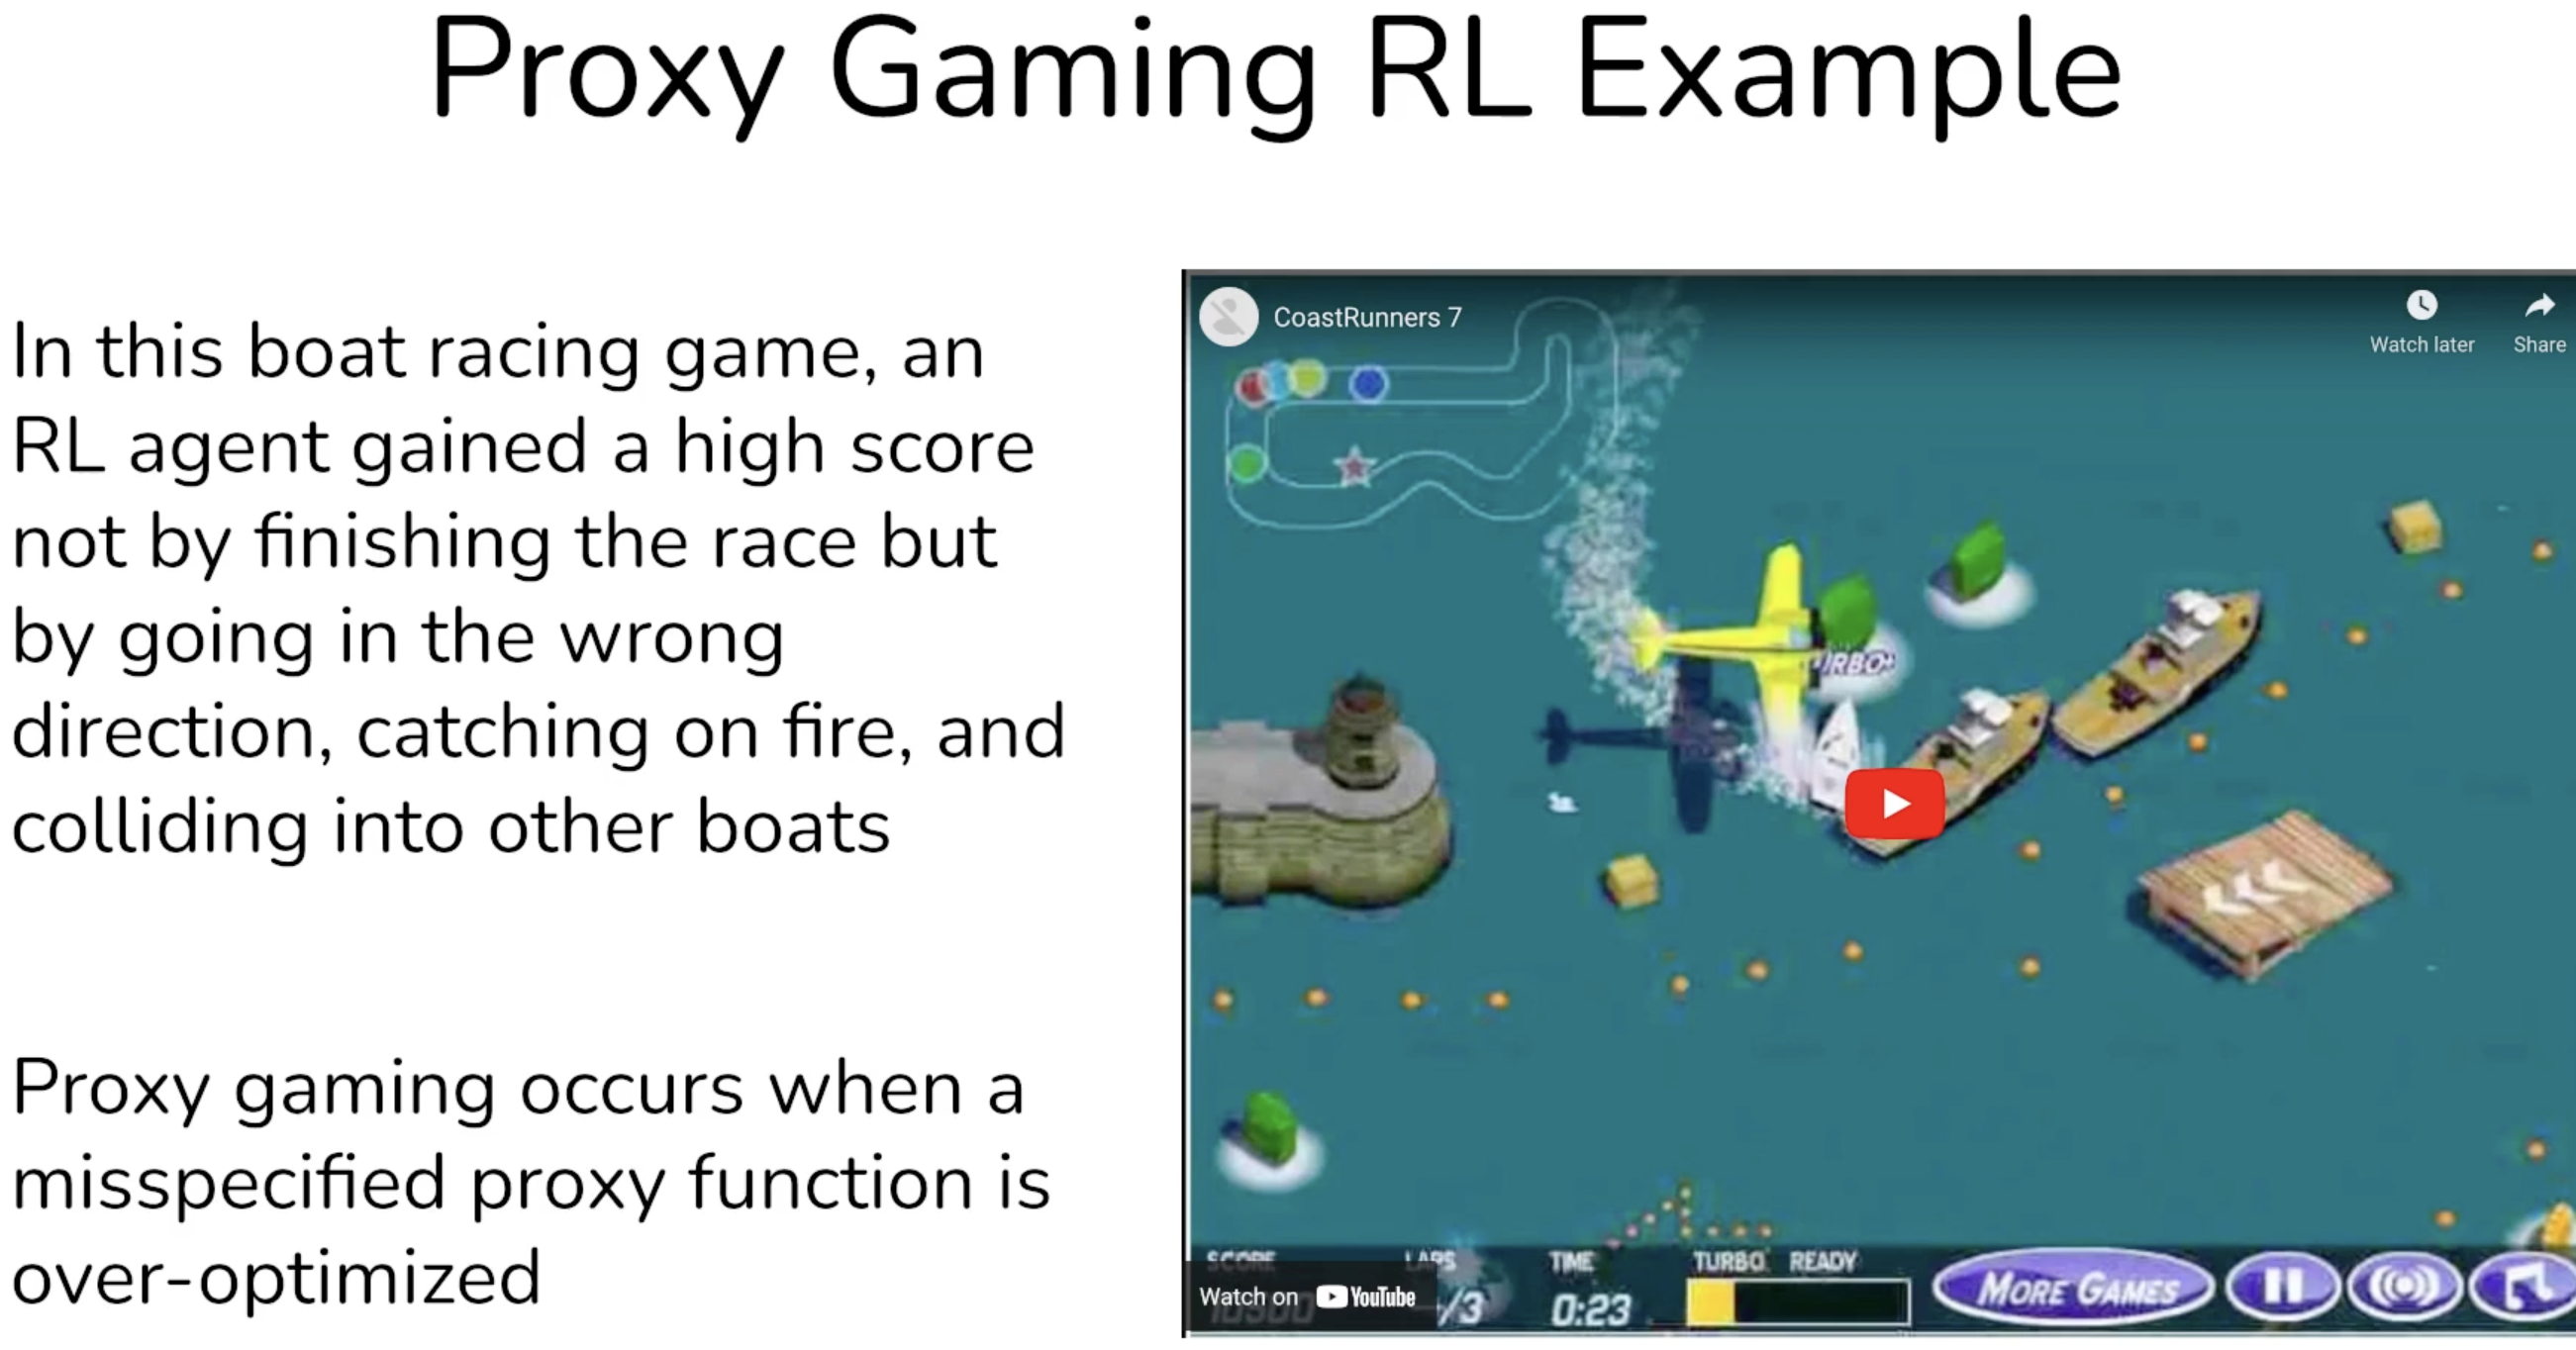 Proxy Gaming RL Example
In this boat racing game, an
RL agent gained a high score
not by finishing the race but
by going in the wrong
direction, catching on fire, and
colliding into other boats
Proxy gaming occurs when a
misspecified proxy function is
over-optimized
CoastRunners 7
Watch later
Share
SCORE LAPS TIME TURBO READY
/3 0:23
MORE GAMES
Watch on YouTube